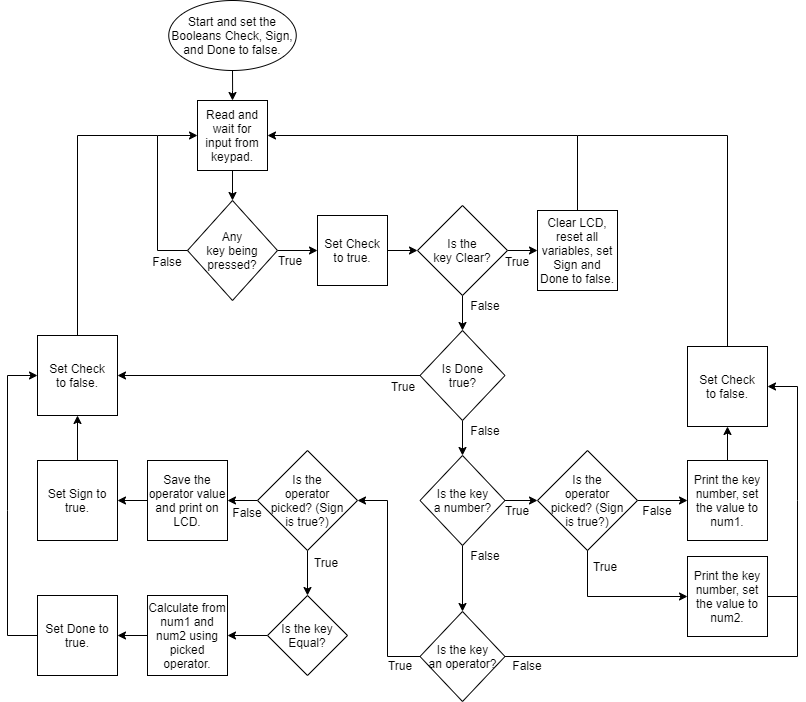 Start and set the
Booleans Check, Sign,
and Done to false.
Read and
wait for
input from
keypad.
Any
key being
pressed?
False
True
Set Check
to true.
Is the
key Clear?
True
False
Clear LCD,
reset all
variables, set
Sign and
Done to false.
Set Check
to false.
Is Done
true?
True
False
Set Check
to false.
Set Sign to
true.
Save the
operator value
and print on
LCD.
False
Is the
operator
picked? (Sign
is true?)
True
Is the key
a number?
True
False
Is the
operator
picked? (Sign
is true?)
False
True
Print the key
number, set
the value to
num1.
Print the key
number, set
the value to
num2.
Set Done to
true.
Calculate from
num1 and
num2 using
picked
operator.
Is the key
Equal?
True
Is the key
an operator?
False